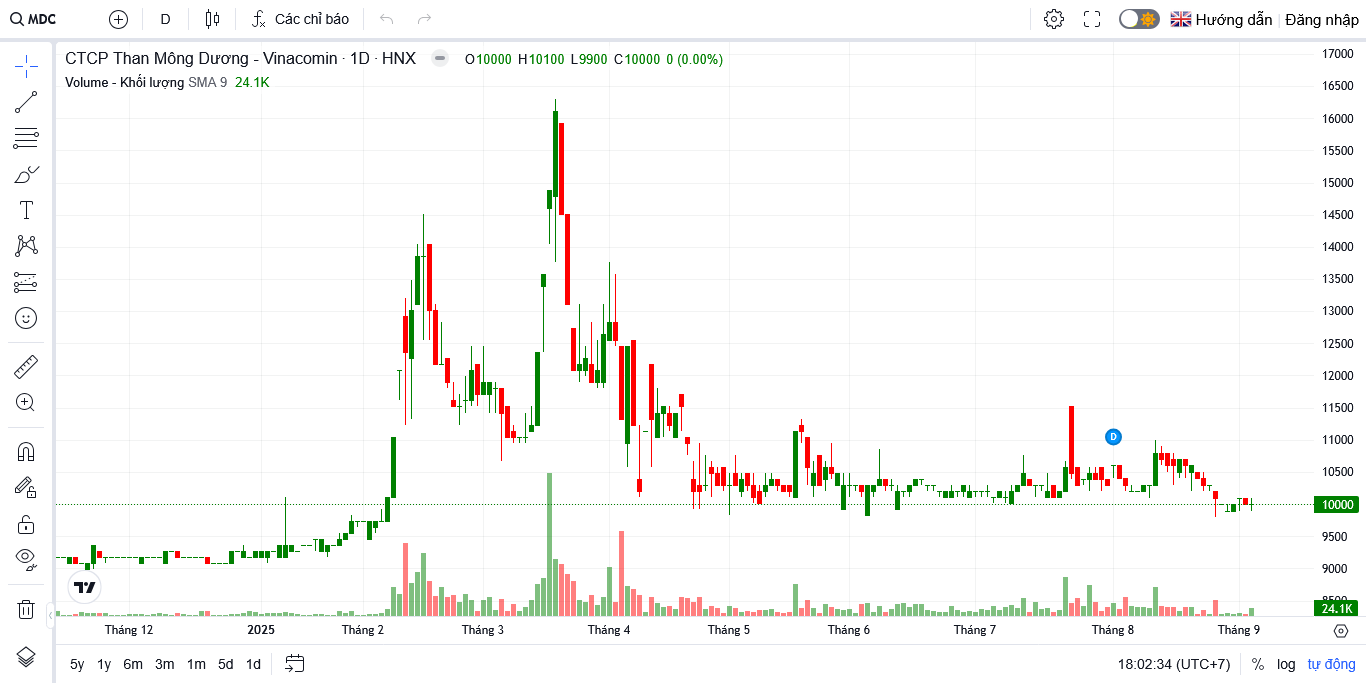 MDC D Các chỉ báo Hướng dẫn Đăng nhập
CTCP Than Mông Dương - Vinacomin · 1D · HNX O10000 H10100 L9900 C10000 0 (0.00%)
Volume - Khối lượng SMA 9 24.1K
17000
16500
16000
15500
15000
14500
14000
13500
13000
12500
12000
11500
11000
10500
10000
9500
9000
8500
24.1K
D
Tháng 12 2025 Tháng 2 Tháng 3 Tháng 4 Tháng 5 Tháng 6 Tháng 7 Tháng 8 Tháng 9
5y 1y 6m 3m 1m 5d 1d 18:02:34 (UTC+7) % log tự động